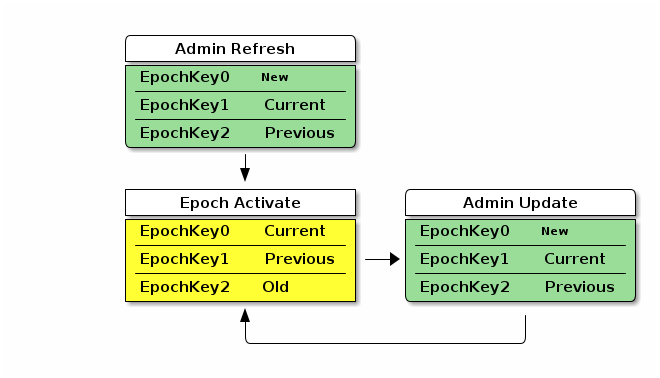 Admin Refresh
EpochKey0 New
EpochKey1 Current
EpochKey2 Previous
Epoch Activate
EpochKey0 Current
EpochKey1 Previous
EpochKey2 Old
Admin Update
EpochKey0 New
EpochKey1 Current
EpochKey2 Previous